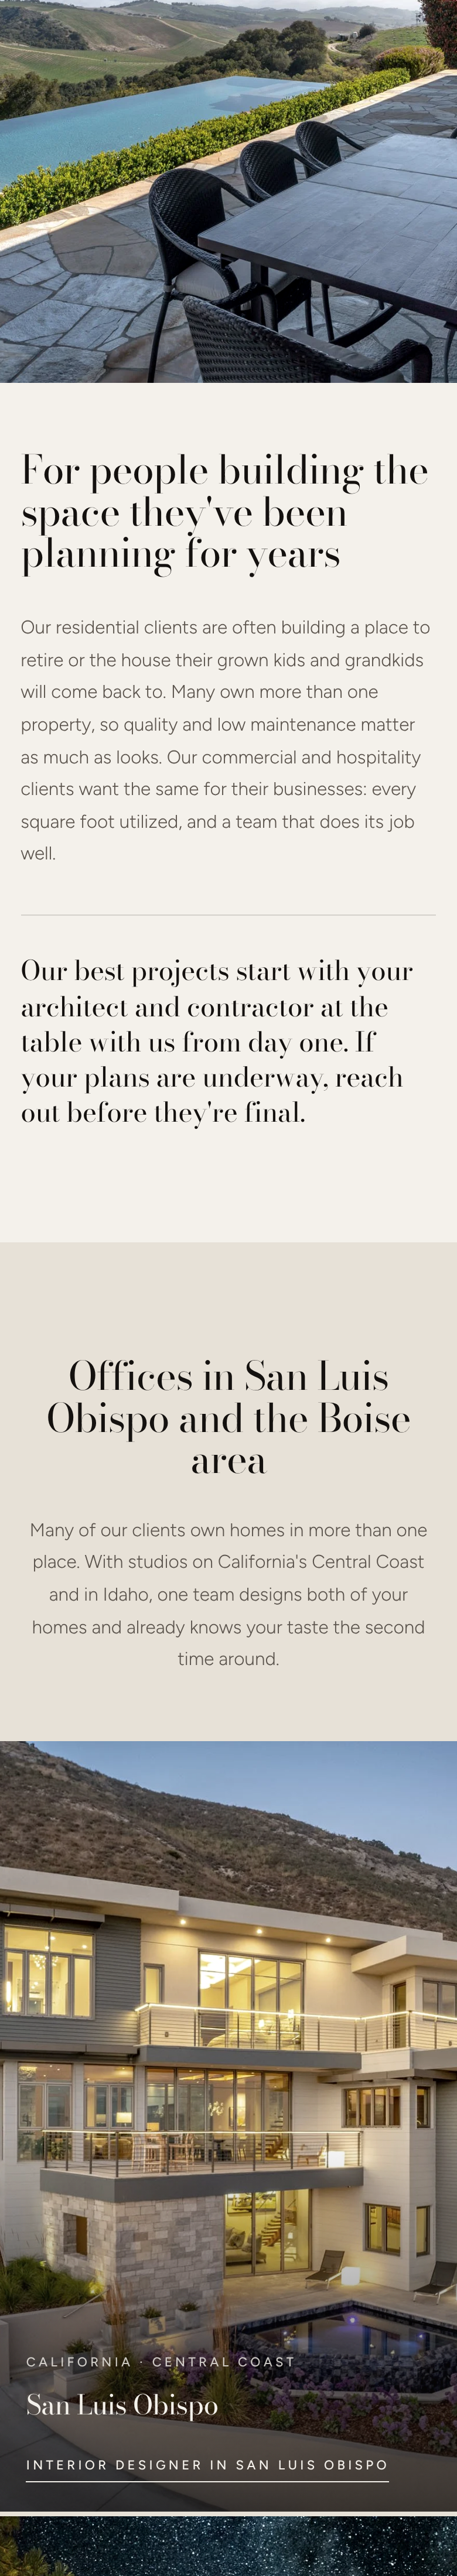 For people building the
space they've been
planning for years
Our residential clients are often building a place to
retire or the house their grown kids and grandkids
will come back to. Many own more than one
property, so quality and low maintenance matter
as much as looks. Our commercial and hospitality
clients want the same for their businesses: every
square foot utilized, and a team that does its job
well.
Our best projects start with your
architect and contractor at the
table with us from day one. If
your plans are underway, reach
out before they're final.
Offices in San Luis
Obispo and the Boise
area
Many of our clients own homes in more than one
place. With studios on California's Central Coast
and in Idaho, one team designs both of your
homes and already knows your taste the second
time around.
CALIFORNIA · CENTRAL COAST
San Luis Obispo
INTERIOR DESIGNER IN SAN LUIS OBISPO